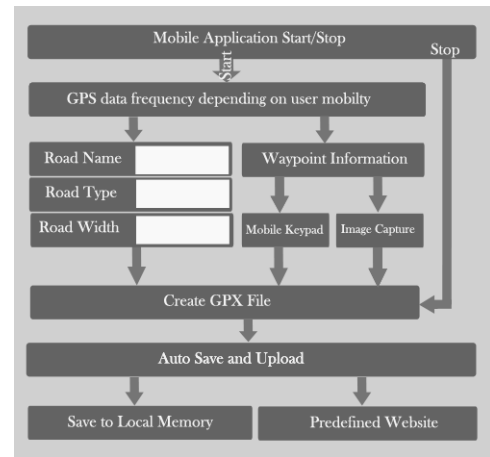 Mobile Application Start/Stop
Stop
Start
GPS data frequency depending on user mobilty
Road Name
Waypoint Information
Road Type
Road Width
Mobile Keypad
Image Capture
Create GPX File
Auto Save and Upload
Save to Local Memory
Predefined Website